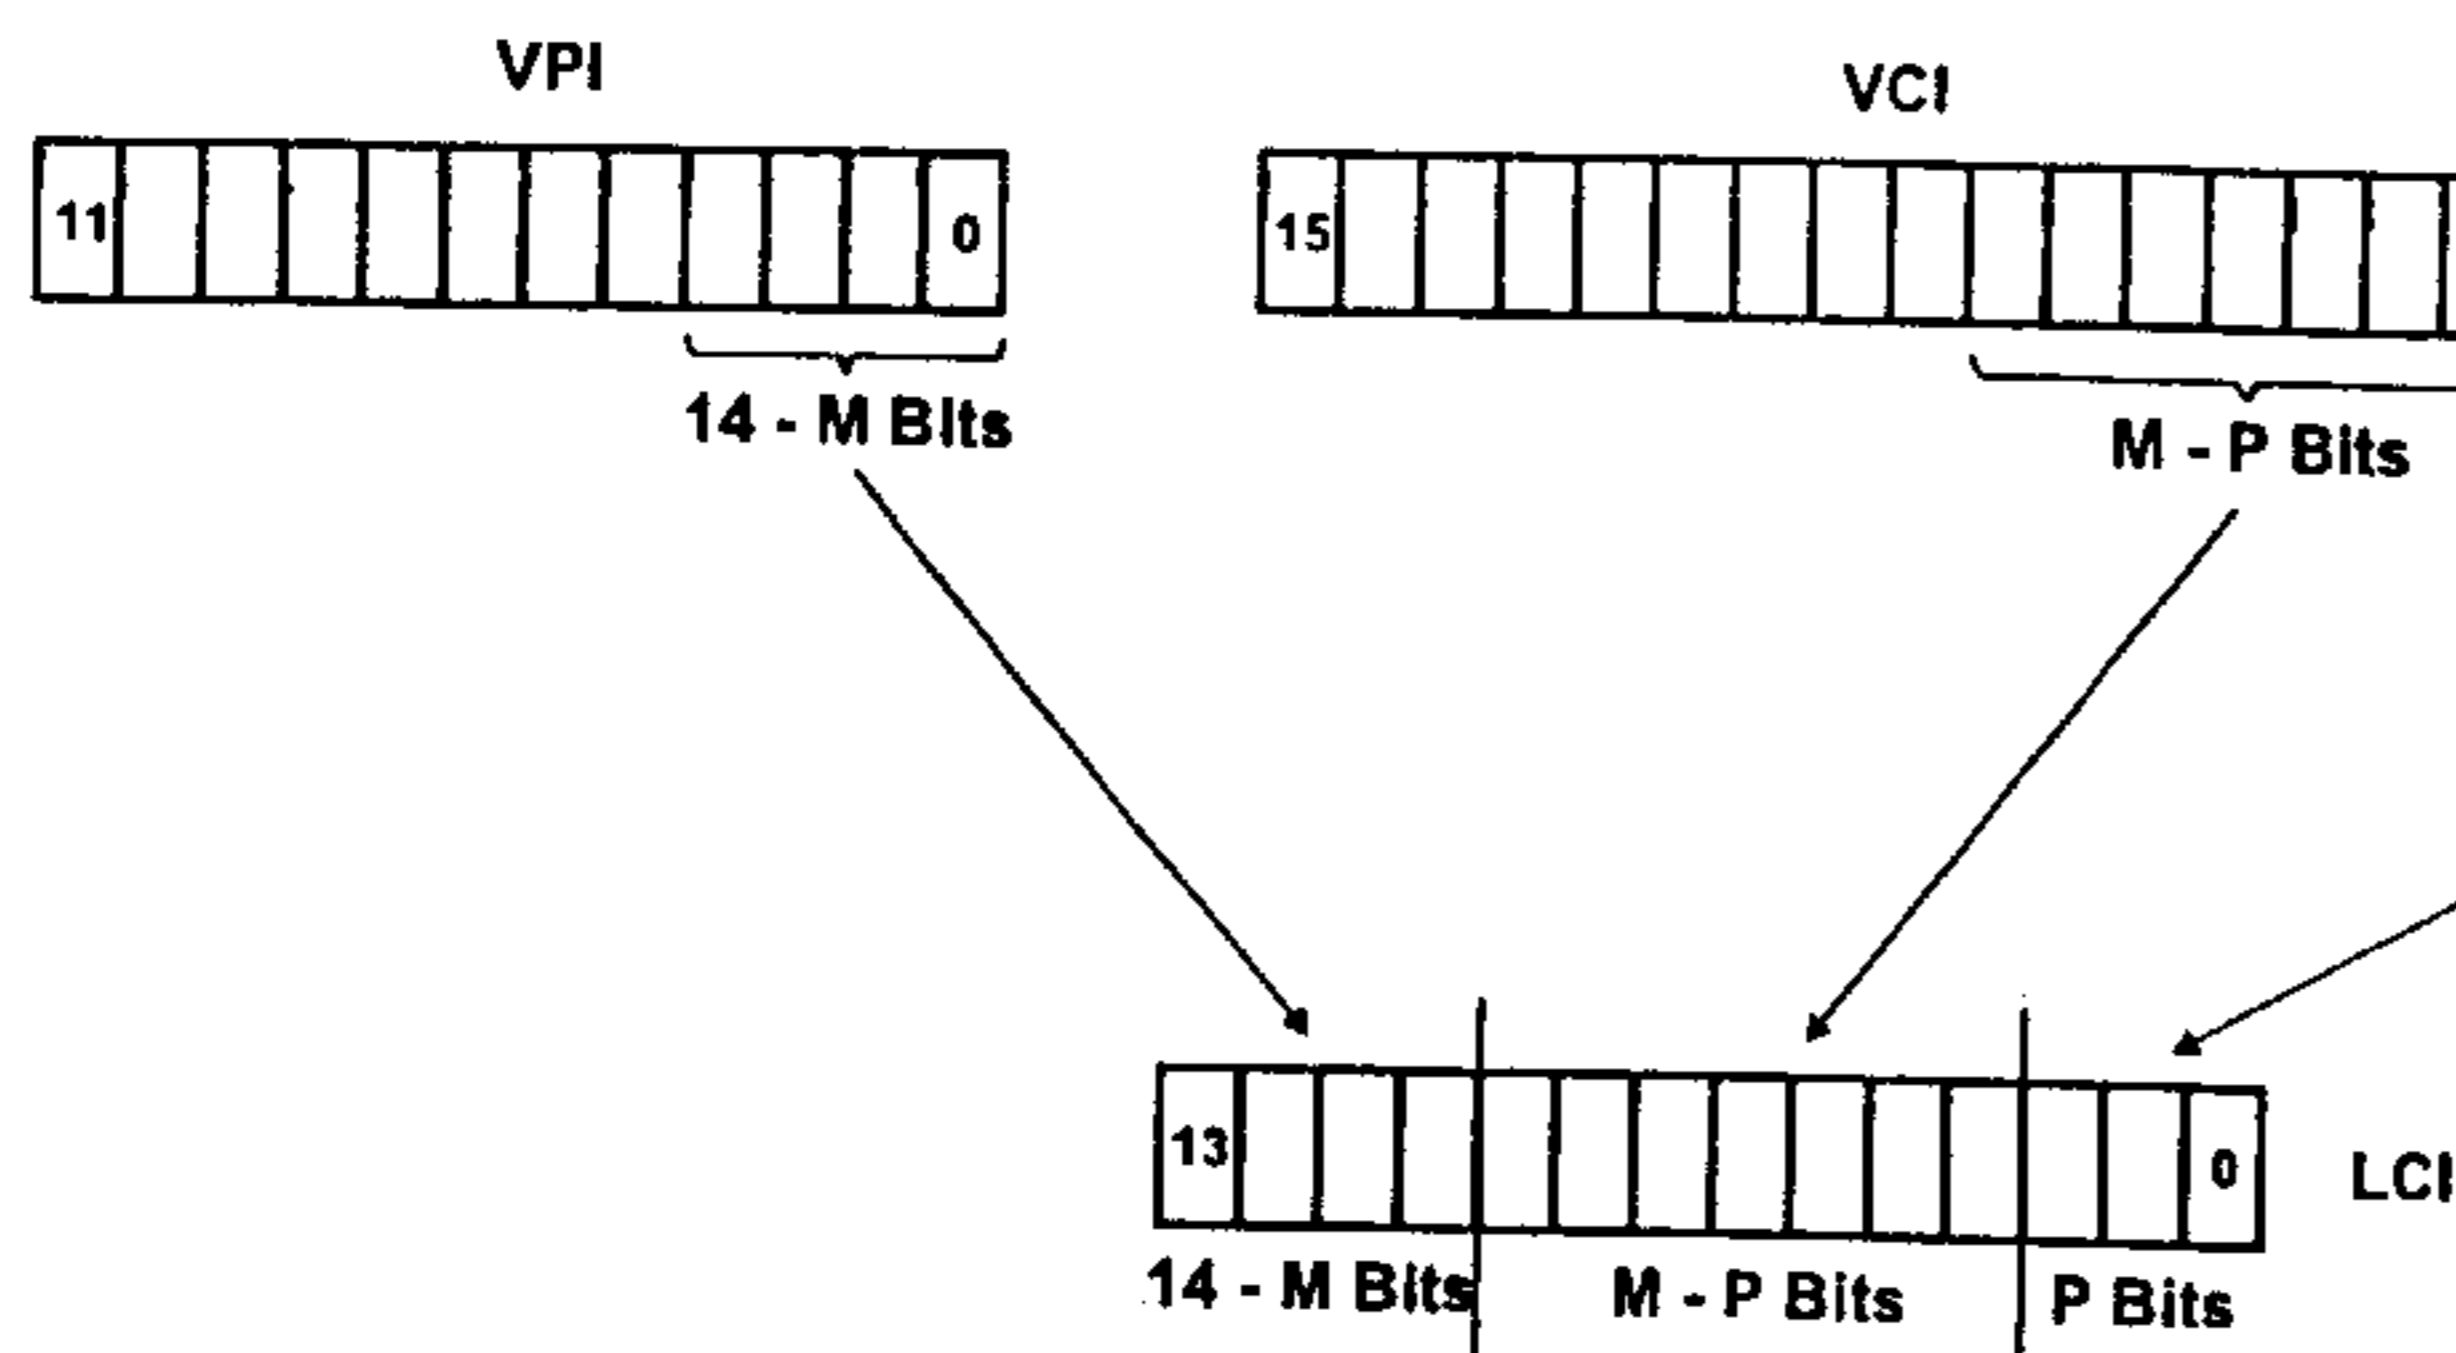 VPI
VCI
11
0
15
14 - M Bits
M - P Bits
13
0
LCI
14 - M Bits
M - P Bits
P Bits